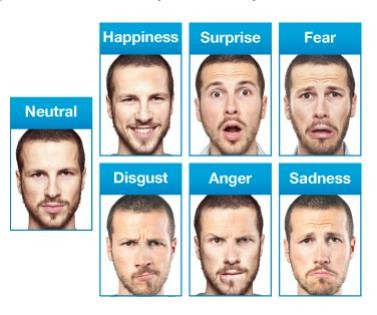 Happiness
Surprise
Fear
Neutral
Disgust
Anger
Sadness